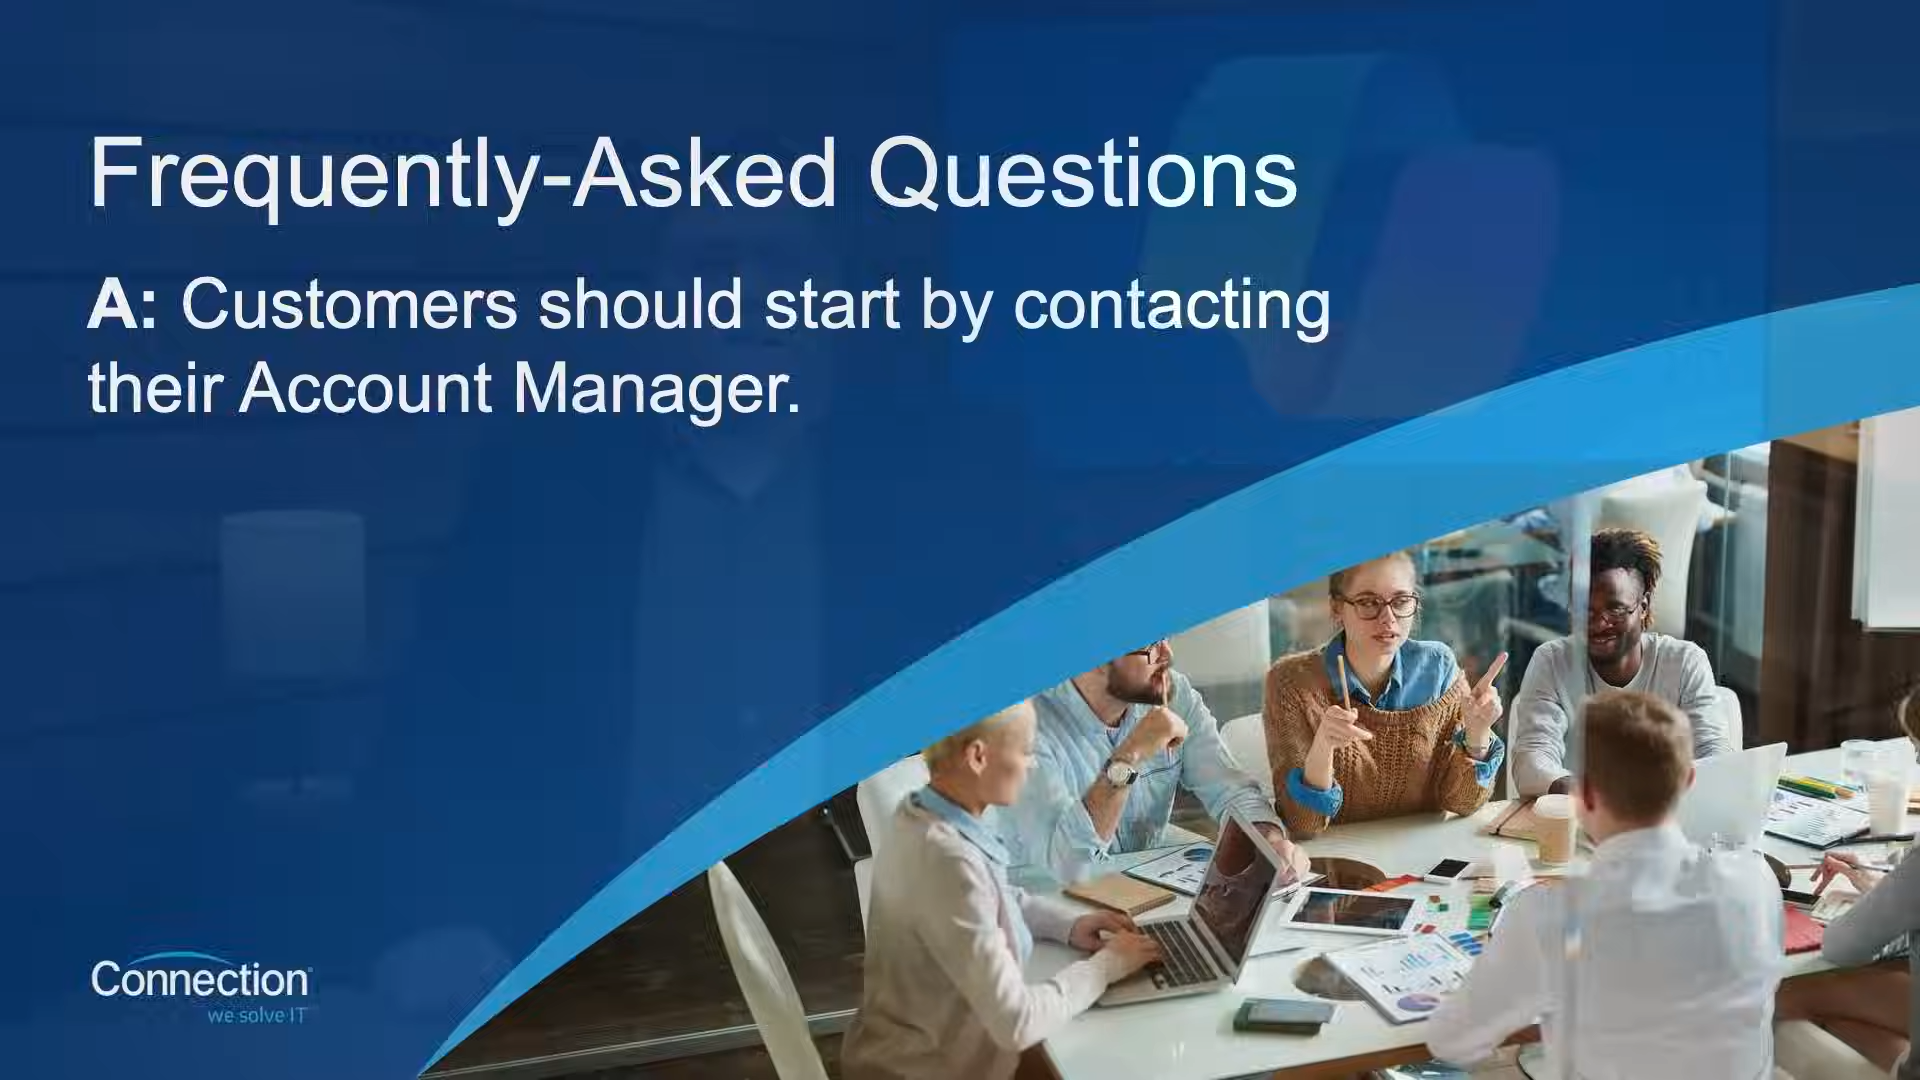 Frequently-Asked Questions
A: Customers should start by contacting
their Account Manager.
Connection
we solve IT